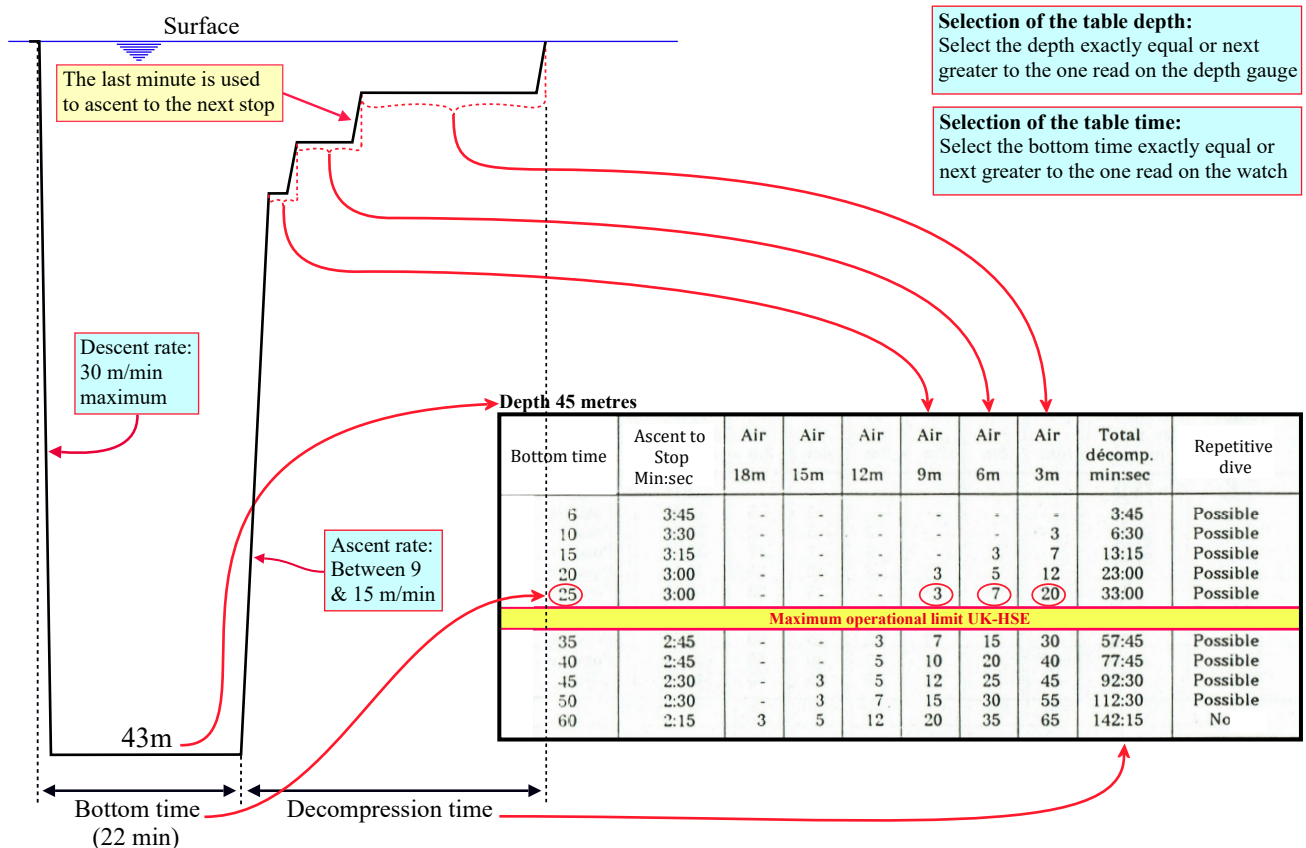 Surface
The last minute is used
to ascent to the next stop
Selection of the table depth:
Select the depth exactly equal or next
greater to the one read on the depth gauge
Selection of the table time:
Select the bottom time exactly equal or
next greater to the one read on the watch
Descent rate:
30 m/min
maximum
Ascent rate:
Between 9
& 15 m/min
43m
Bottom time
(22 min)
Decompression time
Depth 45 metres
Bottom time Ascent to Stop Min:sec Air 18m Air 15m Air 12m Air 9m Air 6m Air 3m Total décomp. min:sec Repetitive dive
6 3:45 - - - - - - 3:45 Possible
10 3:30 - - - - - 3 6:30 Possible
15 3:15 - - - - 3 7 13:15 Possible
20 3:00 - - - 3 5 12 23:00 Possible
25 3:00 - - - 3 7 20 33:00 Possible
Maximum operational limit UK-HSE
35 2:45 - - 3 7 15 30 57:45 Possible
40 2:45 - - 5 10 20 40 77:45 Possible
45 2:30 - 3 5 12 25 45 92:30 Possible
50 2:30 - 3 7 15 30 55 112:30 Possible
60 2:15 3 5 12 20 35 65 142:15 No